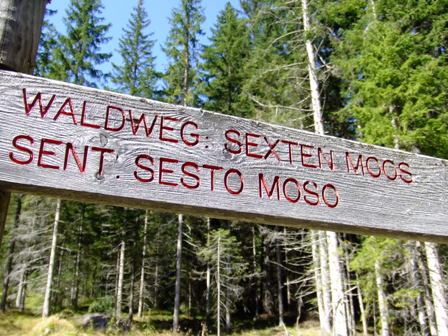 WALDWEG. SEXTEN MOOS
SENT. SESTO MOSO